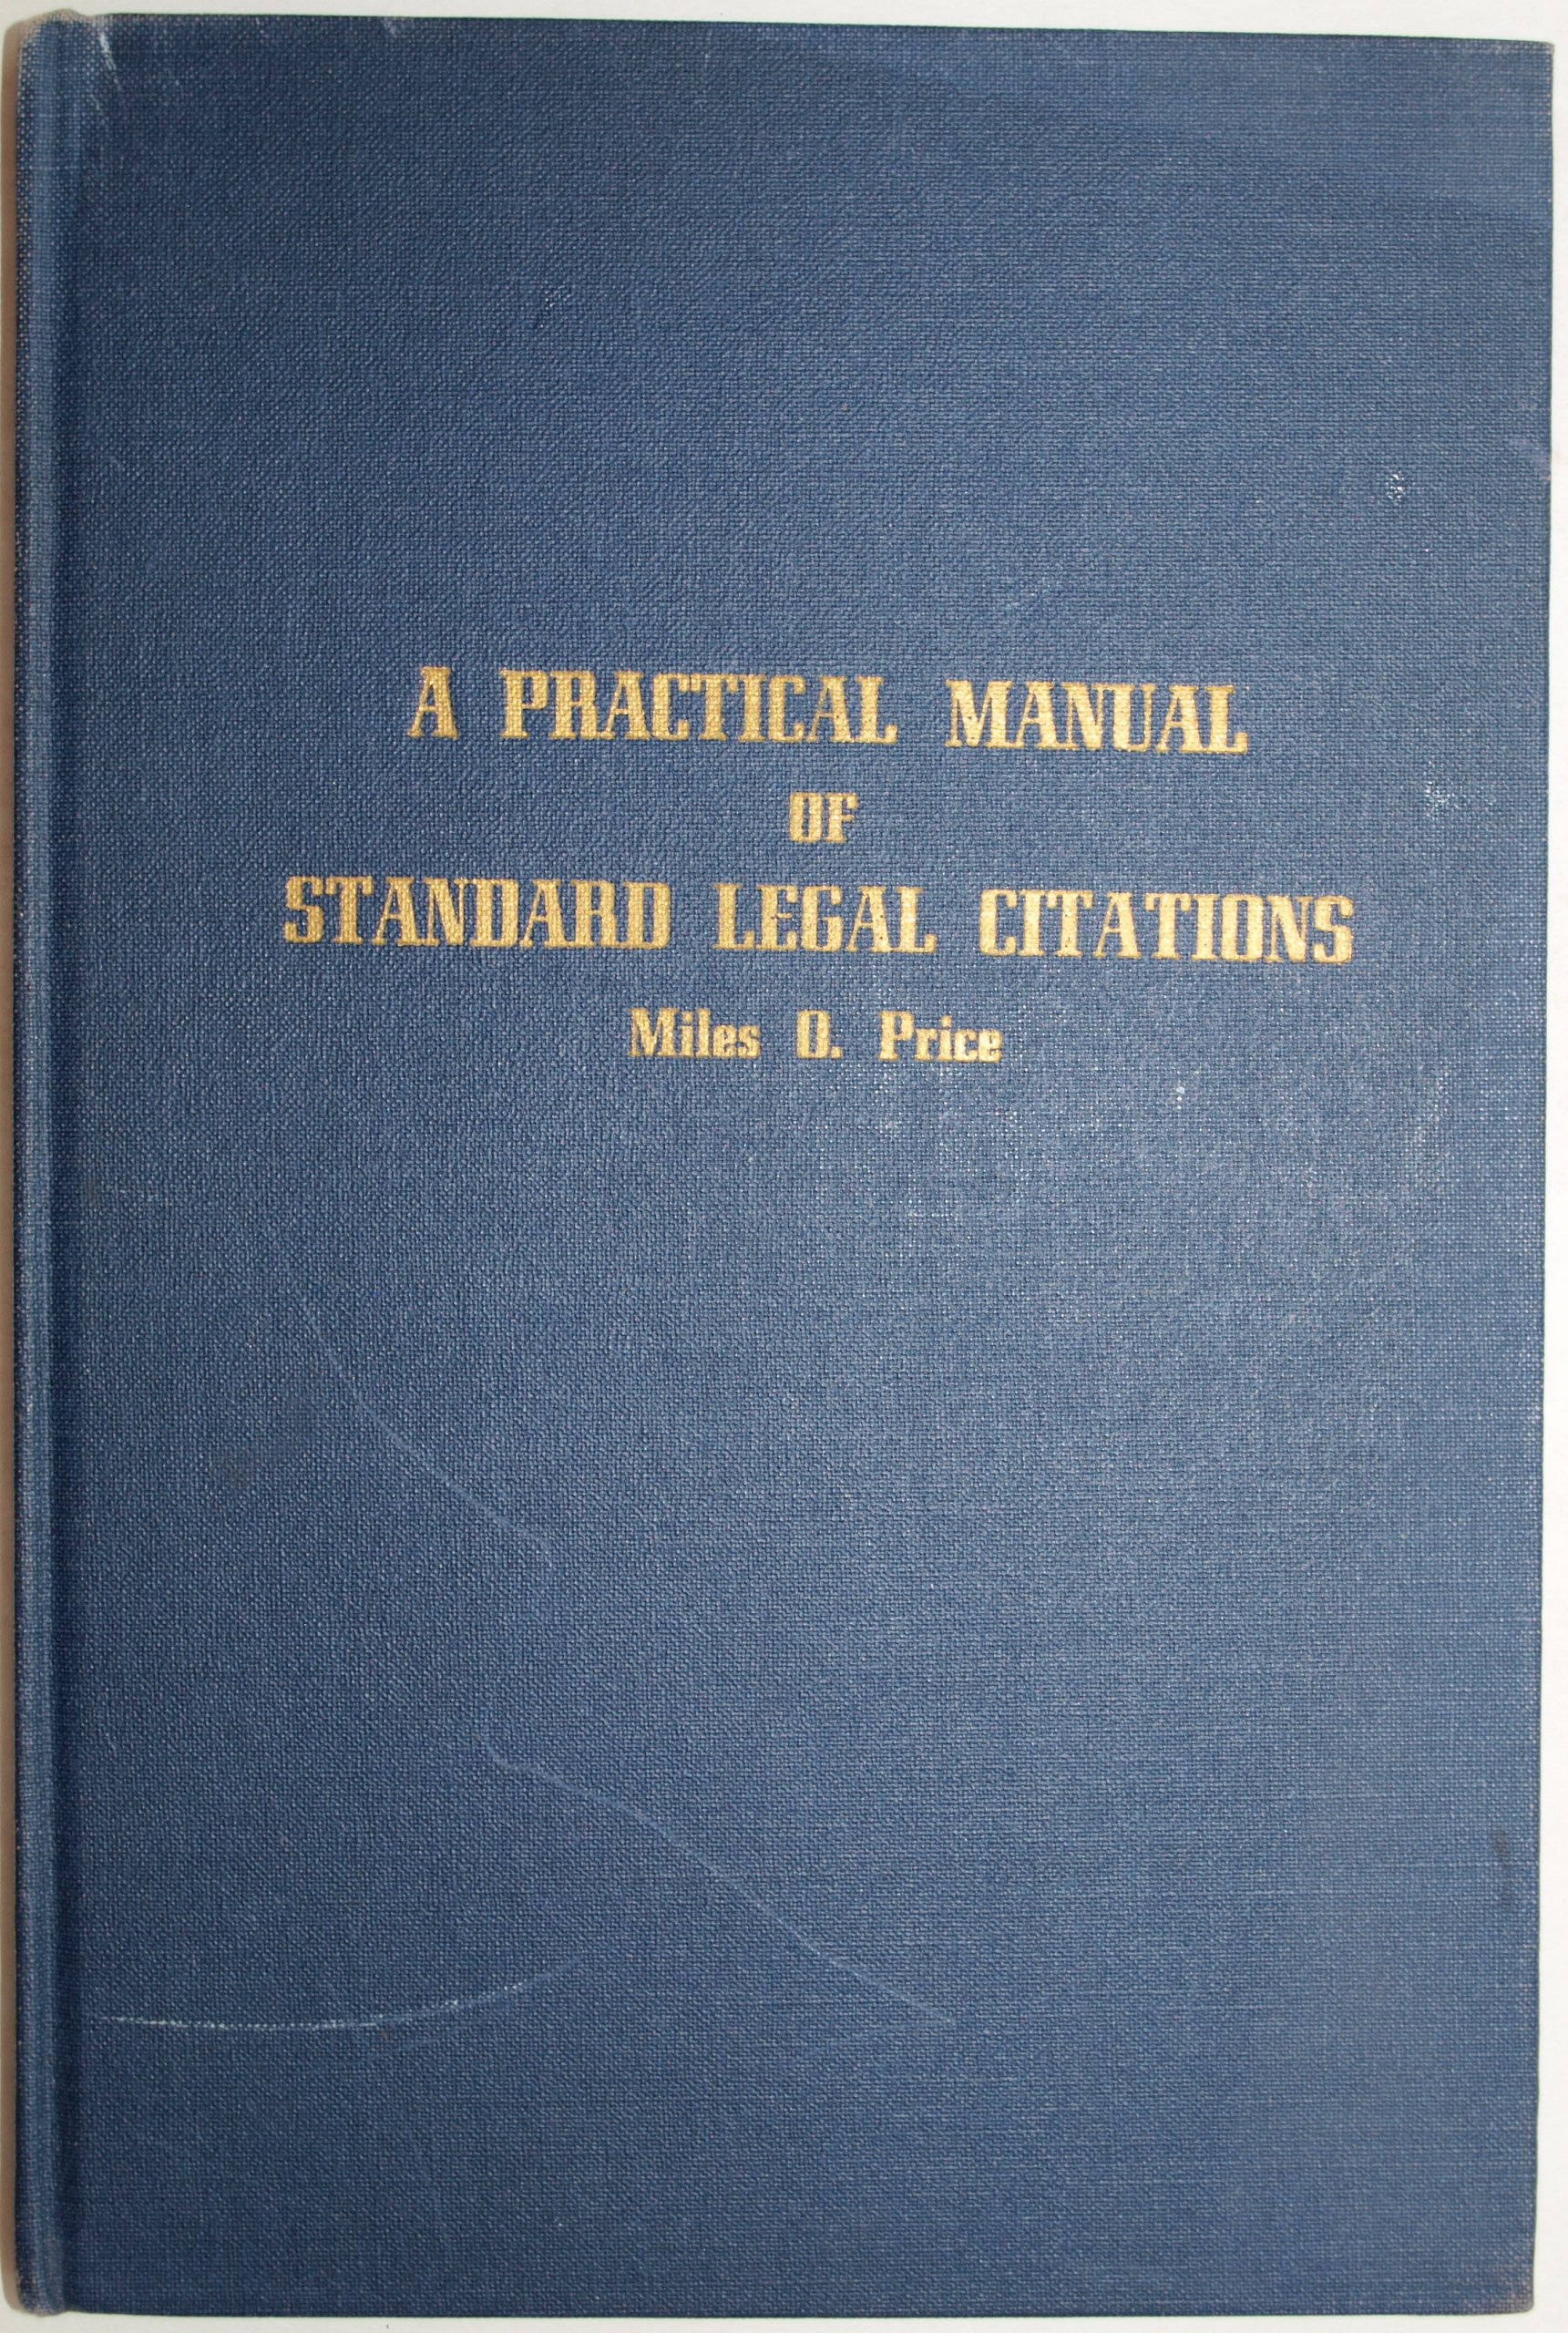 A PRACTICAL MANUAL
OF
STANDARD LEGAL CITATIONS
Miles O. Price